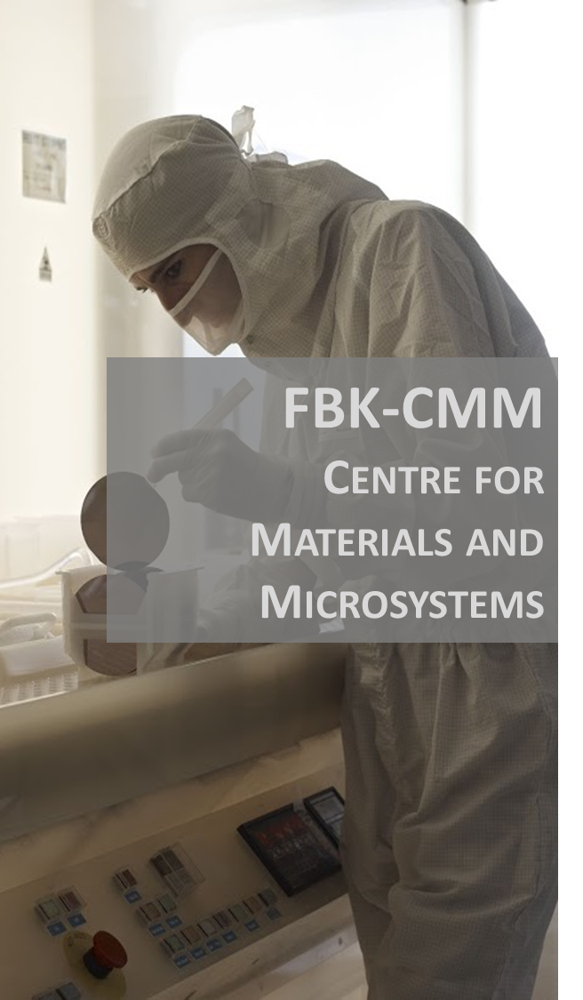 FBK-CMM
CENTRE FOR
MATERIALS AND
MICROSYSTEMS